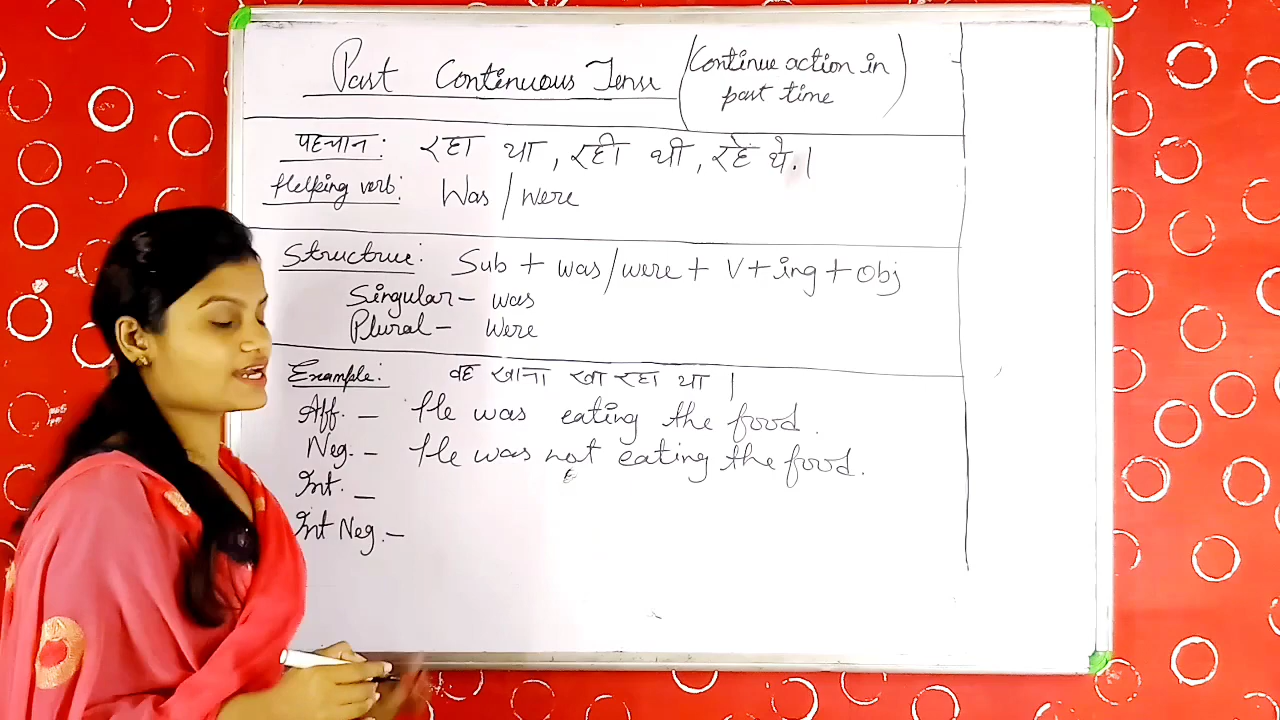 Past Continuous Tense (Continue action in
past time)
पहचान: रहा था, रही थी, रहे थे.।
Helping verb: Was/were
Structrue: Sub + was/were + V + ing + Obj
Singular - was
Plural - Were
Example: वह खाना खा रहा था।
Aff. - He was eating the food.
Neg. - He was not eating the food.
Int. -
Int Neg. -